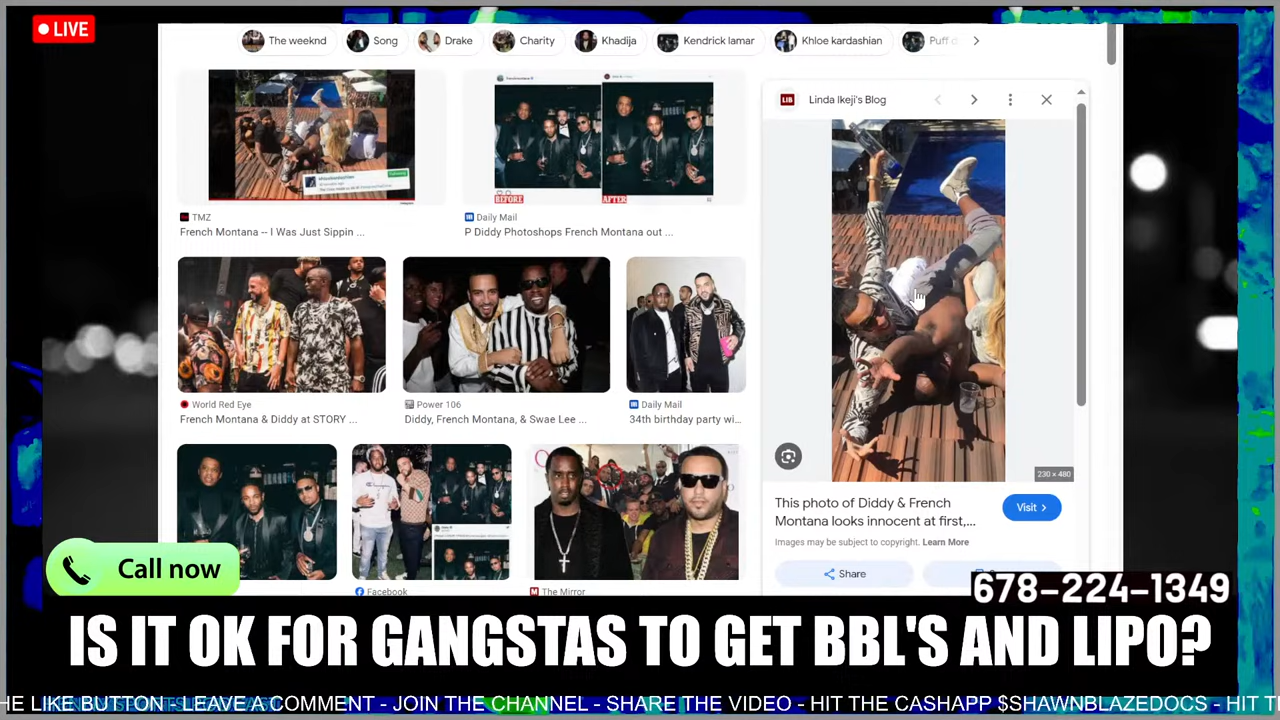 LIVE
The weeknd
Song
Drake
Charity
Khadija
Kendrick lamar
Khloe kardashian
Puff
LIB
Linda Ikeji's Blog
BEFORE
AFTER
TMZ
French Montana -- I Was Just Sippin ...
Daily Mail
P Diddy Photoshops French Montana out ...
World Red Eye
French Montana & Diddy at STORY ...
Power 106
Diddy, French Montana, & Swae Lee ...
Daily Mail
34th birthday party wi...
230 × 480
This photo of Diddy & French
Montana looks innocent at first,...
Visit
Images may be subject to copyright. Learn More
Share
Facebook
The Mirror
Call now
678-224-1349
IS IT OK FOR GANGSTAS TO GET BBL'S AND LIPO?
HE LIKE BUTTON - LEAVE A COMMENT - JOIN THE CHANNEL - SHARE THE VIDEO - HIT THE CASHAPP $SHAWNBLAZEDOCS - HIT T